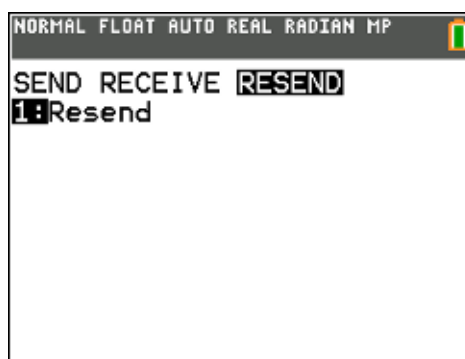 NORMAL FLOAT AUTO REAL RADIAN MP
SEND RECEIVE RESEND
1:Resend